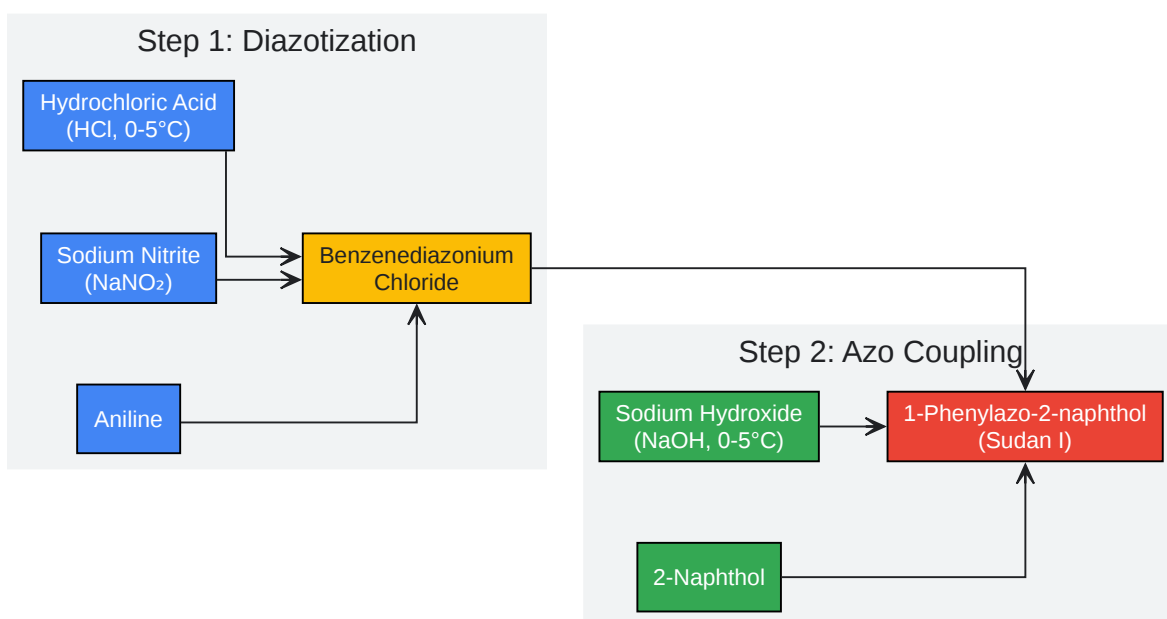 Step 1: Diazotization
Hydrochloric Acid
(HCl, 0-5°C)
Sodium Nitrite
(NaNO₂)
Benzenediazonium
Chloride
Aniline
Step 2: Azo Coupling
Sodium Hydroxide
(NaOH, 0-5°C)
1-Phenylazo-2-naphthol
(Sudan I)
2-Naphthol